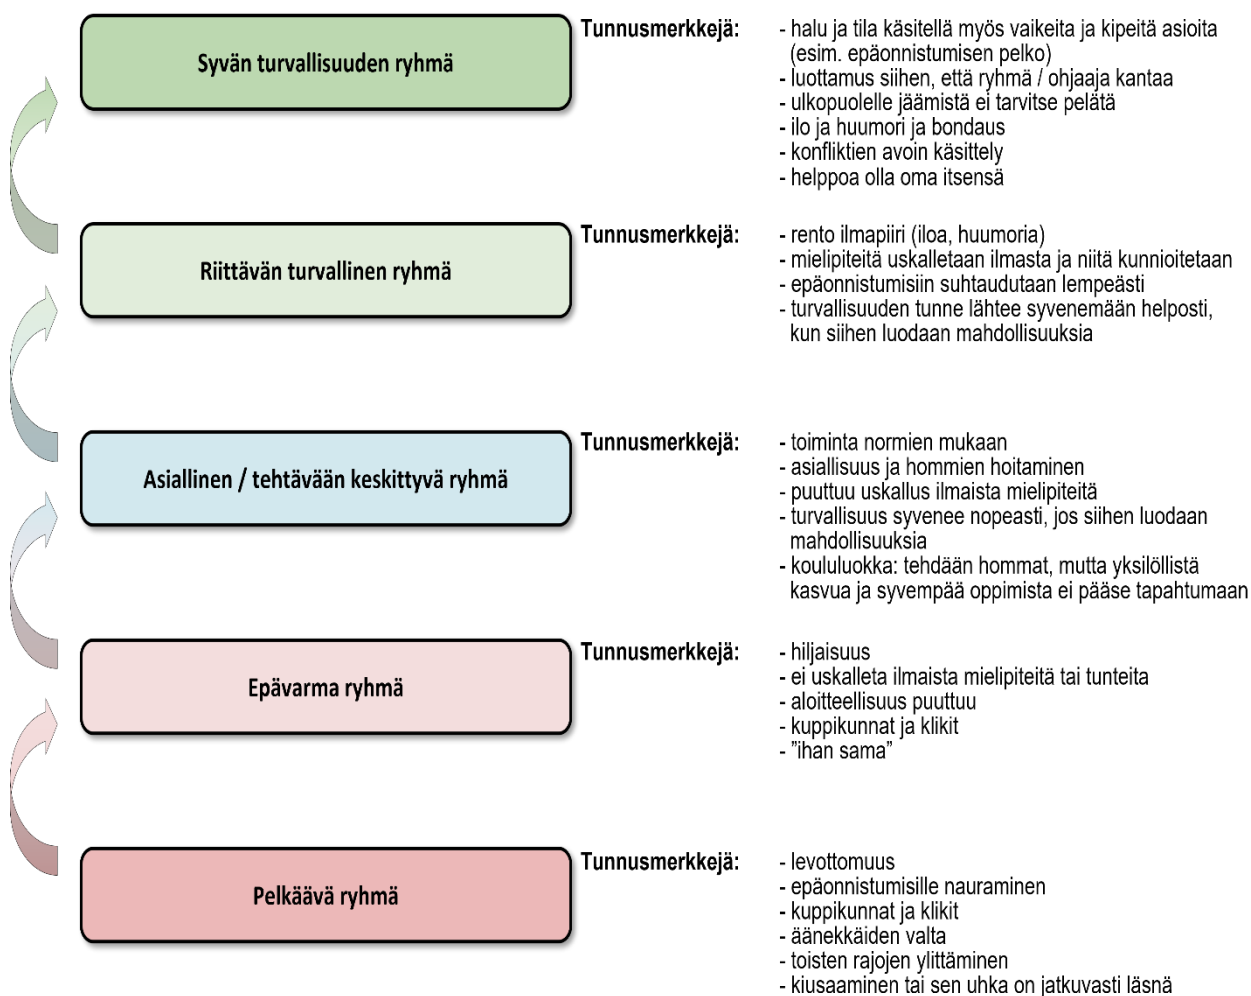 Syvän turvallisuuden ryhmä
Tunnusmerkkejä:
- halu ja tila käsitellä myös vaikeita ja kipeitä asioita
(esim. epäonnistumisen pelko)
- luottamus siihen, että ryhmä / ohjaaja kantaa
- ulkopuolelle jäämistä ei tarvitse pelätä
- ilo ja huumori ja bondaus
- konfliktien avoin käsittely
- helppoa olla oma itsensä
Riittävän turvallinen ryhmä
Tunnusmerkkejä:
- rento ilmapiiri (iloa, huumoria)
- mielipiteitä uskalletaan ilmasta ja niitä kunnioitetaan
- epäonnistumisiin suhtaudutaan lempeästi
- turvallisuuden tunne lähtee syvenemään helposti,
kun siihen luodaan mahdollisuuksia
Asiallinen / tehtävään keskittyvä ryhmä
Tunnusmerkkejä:
- toiminta normien mukaan
- asiallisuus ja hommien hoitaminen
- puuttuu uskallus ilmaista mielipiteitä
- turvallisuus syvenee nopeasti, jos siihen luodaan
mahdollisuuksia
- koululuokka: tehdään hommat, mutta yksilöllistä
kasvua ja syvempää oppimista ei pääse tapahtumaan
Epävarma ryhmä
Tunnusmerkkejä:
- hiljaisuus
- ei uskalleta ilmaista mielipiteitä tai tunteita
- aloitteellisuus puuttuu
- kuppikunnat ja klikit
- ”ihan sama”
Pelkäävä ryhmä
Tunnusmerkkejä:
- levottomuus
- epäonnistumisille nauraminen
- kuppikunnat ja klikit
- äänekkäiden valta
- toisten rajojen ylittäminen
- kiusaaminen tai sen uhka on jatkuvasti läsnä